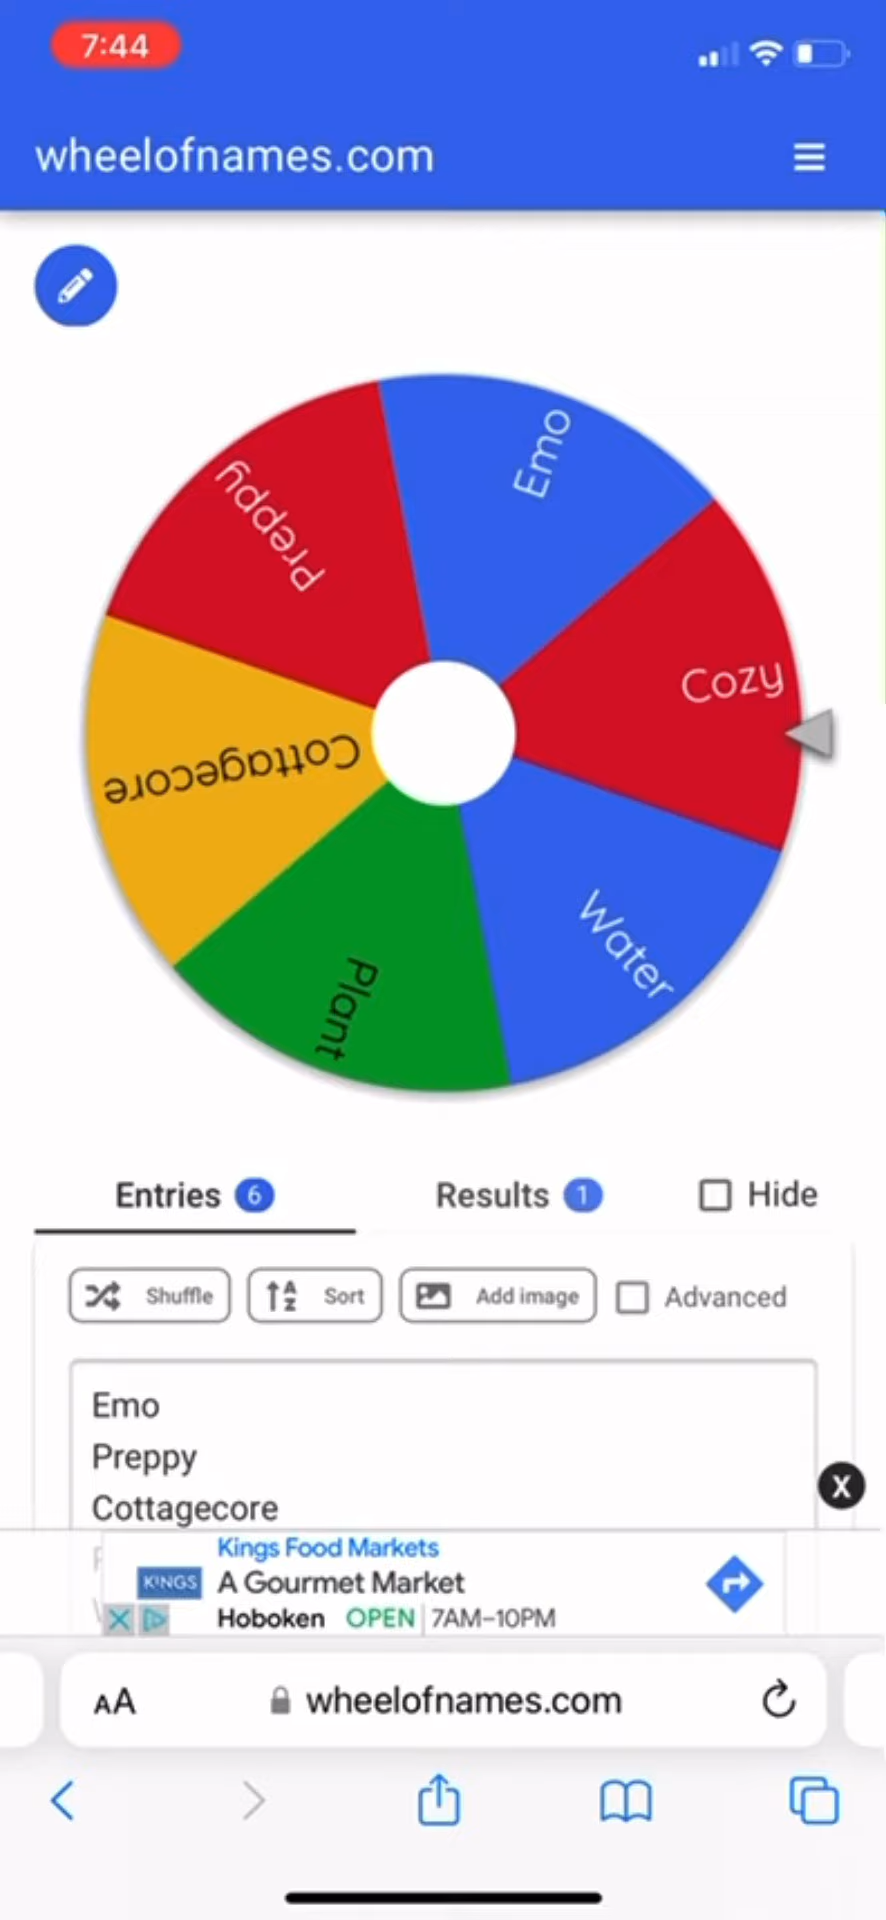 7:44
wheelofnames.com
Emo
Preppy
Cozy
Cottagecore
Water
Plant
Entries 6
Results 1
Hide
Shuffle
Sort
Add image
Advanced
Emo
Preppy
Cottagecore
X
Kings Food Markets
KINGS
A Gourmet Market
Hoboken OPEN 7AM–10PM
AA
wheelofnames.com